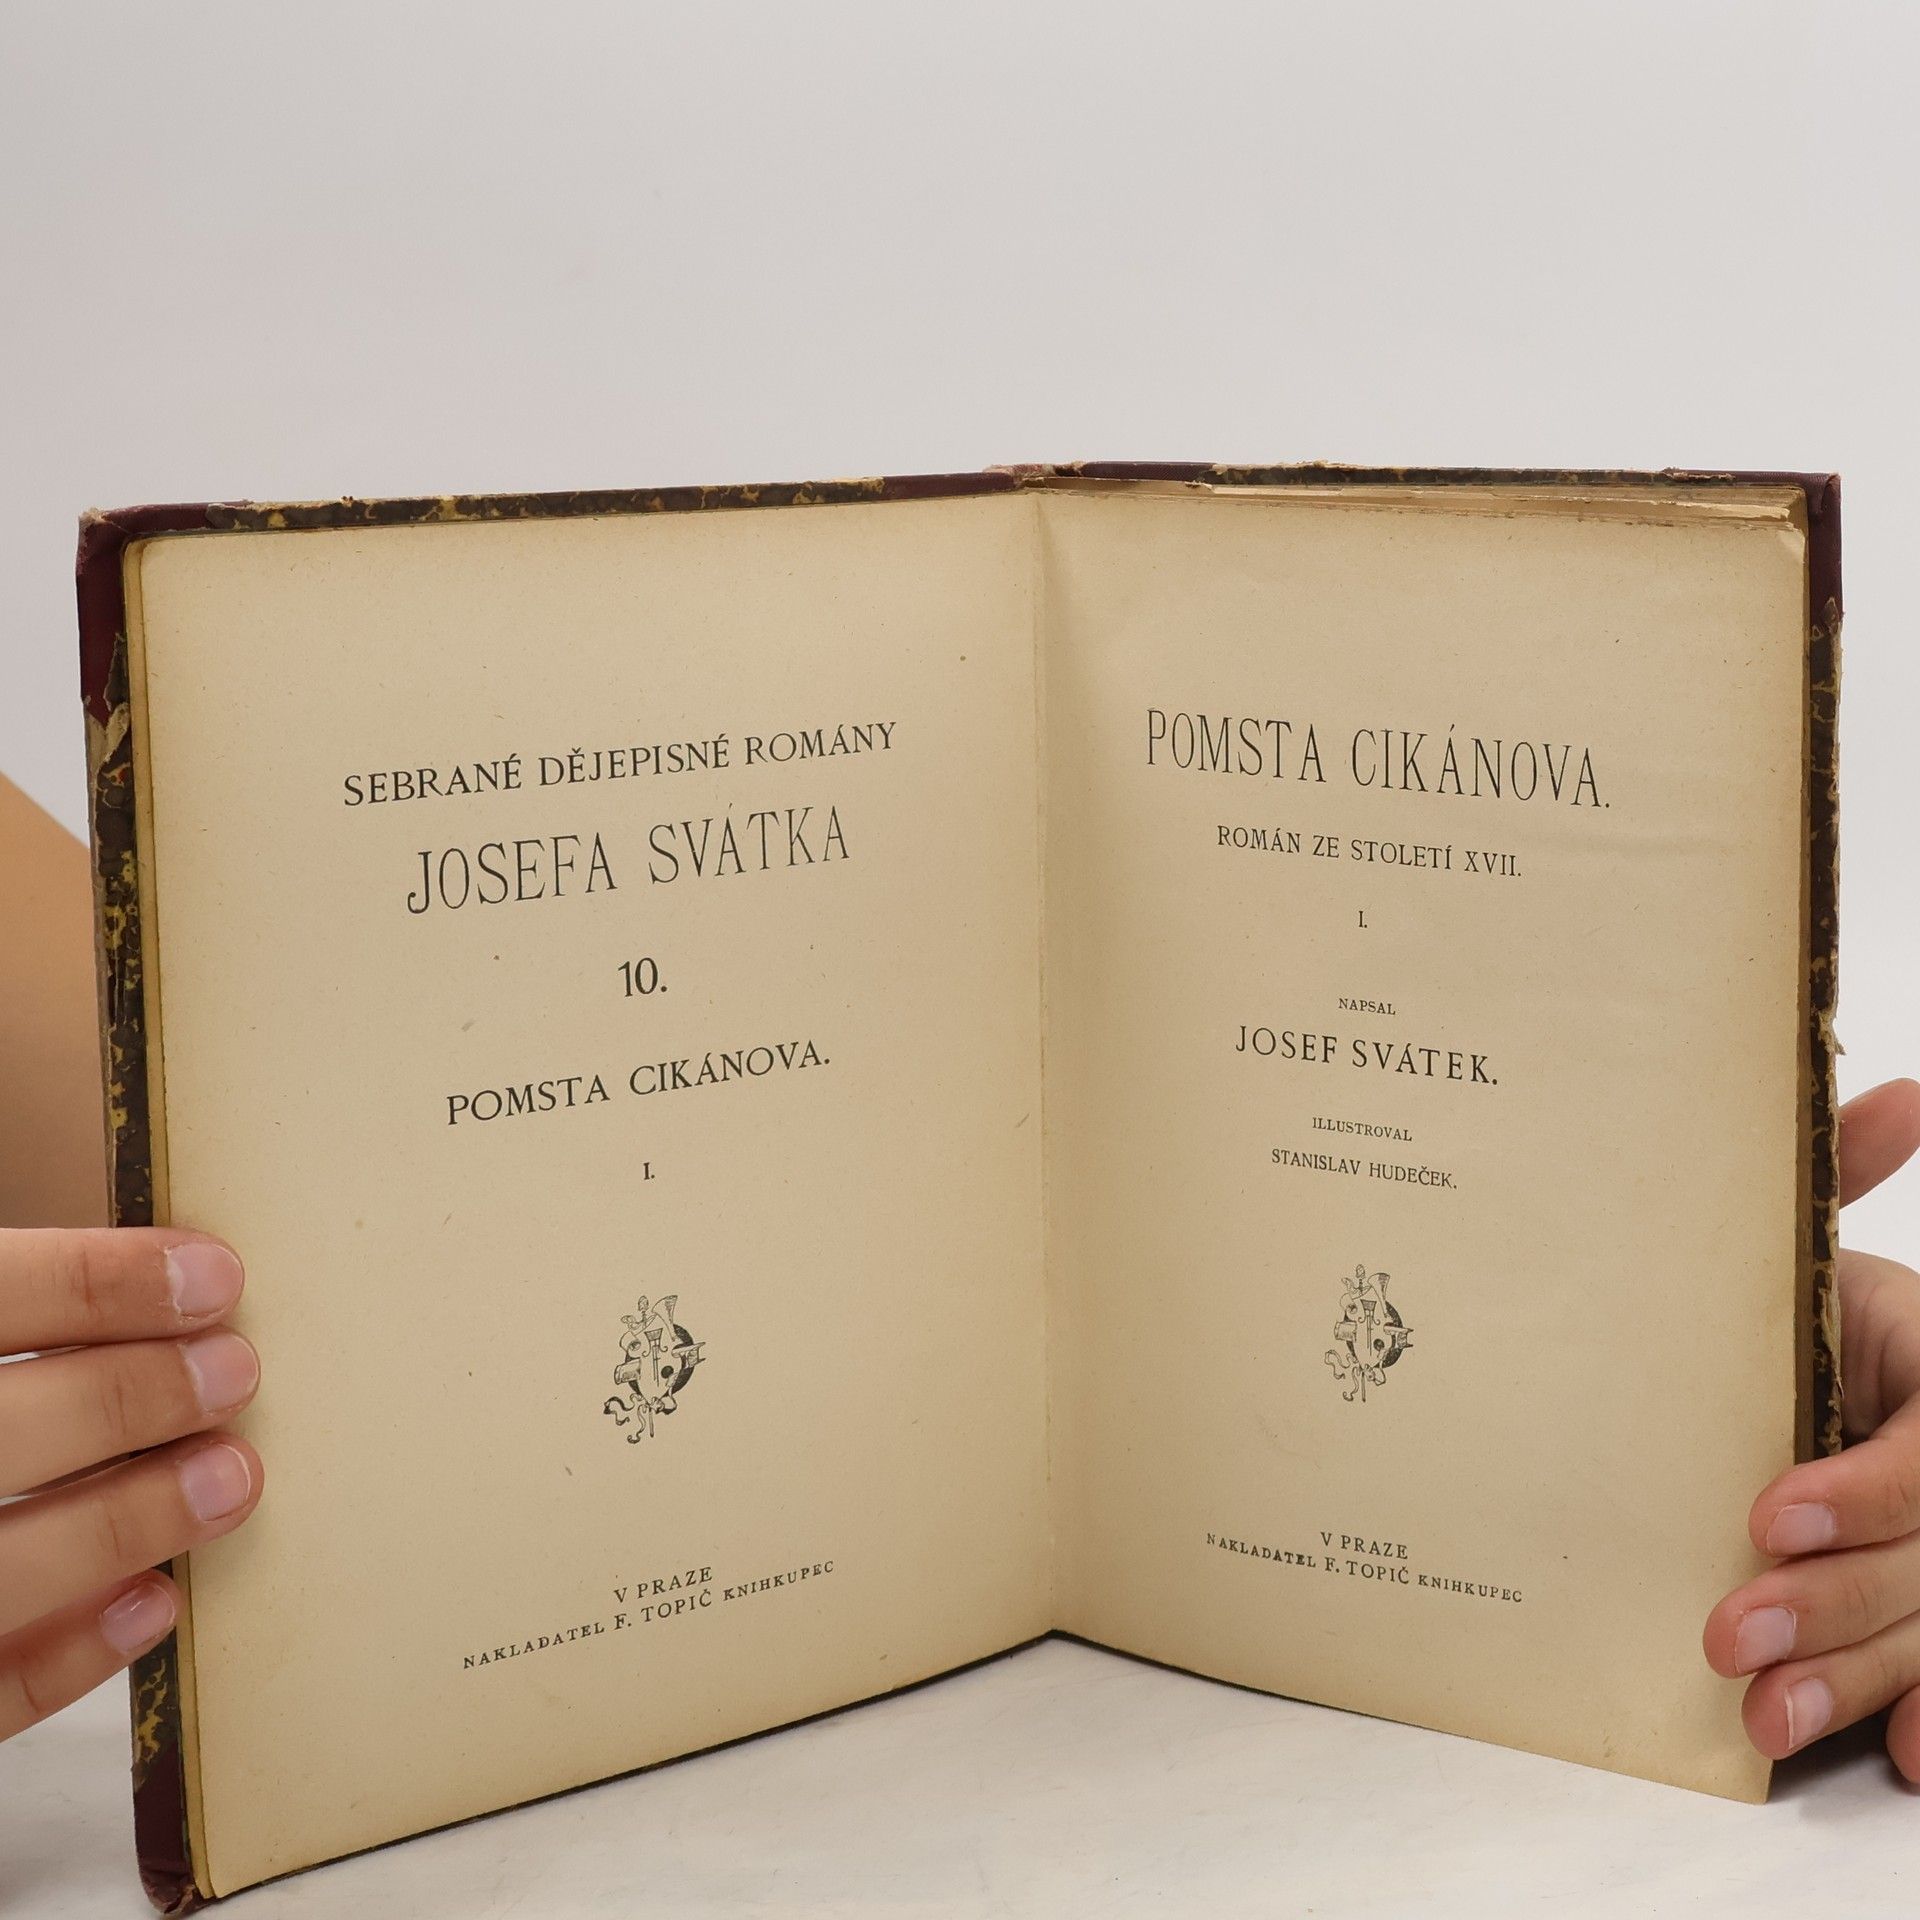 SEBRANÉ DĚJEPISNÉ ROMÁNY
JOSEFA SVÁTKA
10.
POMSTA CIKÁNOVA.
I.
V PRAZE
NAKLADATEL F. TOPIČ KNIHKUPEC
POMSTA CIKÁNOVA.
ROMÁN ZE STOLETÍ XVII.
I.
NAPSAL
JOSEF SVÁTEK.
ILLUSTROVAL
STANISLAV HUDEČEK.
V PRAZE
NAKLADATEL F. TOPIČ KNIHKUPEC